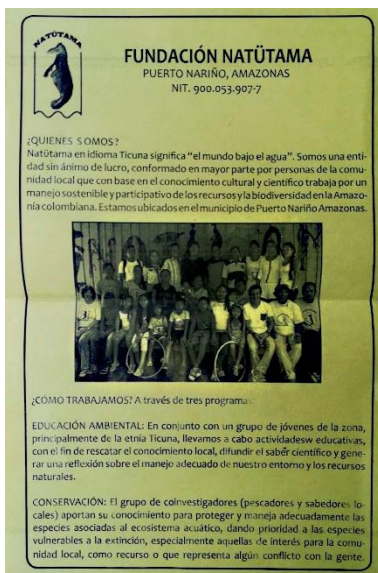 NATÜTAMA
FUNDACIÓN NATÜTAMA
PUERTO NARIÑO, AMAZONAS
NIT. 900.053.907-7
¿QUIENES SOMOS?
Natütama en idioma Ticuna significa "el mundo bajo el agua". Somos una enti-
dad sin ánimo de lucro, conformado en mayor parte por personas de la comu-
nidad local que con base en el conocimiento cultural y científico trabaja por un
manejo sostenible y participativo de los recursos y la biodiversidad en la Amazo-
nía colombiana. Estamos ubicados en el municipio de Puerto Nariño Amazonas.
¿CÓMO TRABAJAMOS? A través de tres programas:
EDUCACIÓN AMBIENTAL: En conjunto con un grupo de jóvenes de la zona,
principalmente de la etnia Ticuna, llevamos a cabo actividadesw educativas,
con el fin de rescatar el conocimiento local, difundir el saber científico y gene-
rar una reflexión sobre el manejo adecuado de nuestro entorno y los recursos
naturales.
CONSERVACIÓN: El grupo de coinvestigadores (pescadores y sabedores lo-
cales) aportan su conocimiento para proteger y maneja adecuadamente las
especies asociadas al ecosistema acuático, dando prioridad a las especies
vulnerables a la extinción, especialmente aquellas de interés para la comu-
nidad local, como recurso o que representa algún conflicto con la gente.